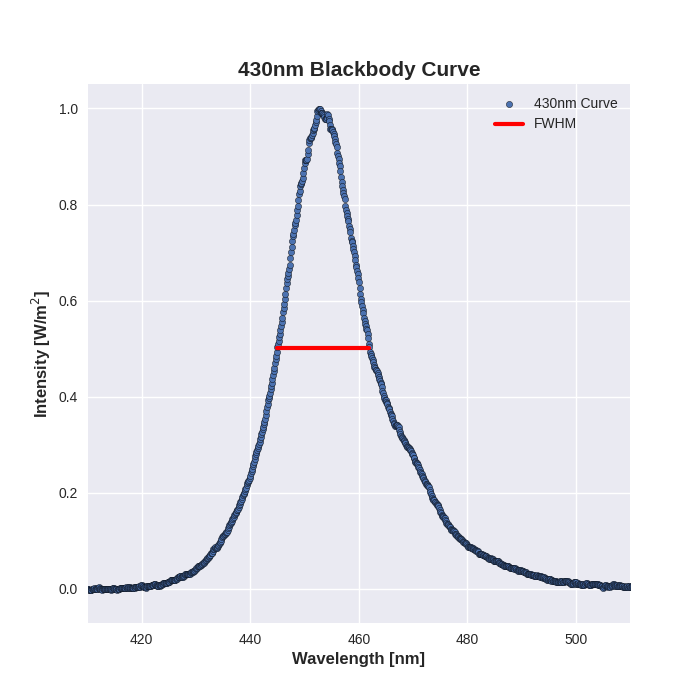 430nm Blackbody Curve
430nm Curve
FWHM
1.0
0.8
0.6
0.4
0.2
0.0
Intensity [W/m²]
420 440 460 480 500
Wavelength [nm]